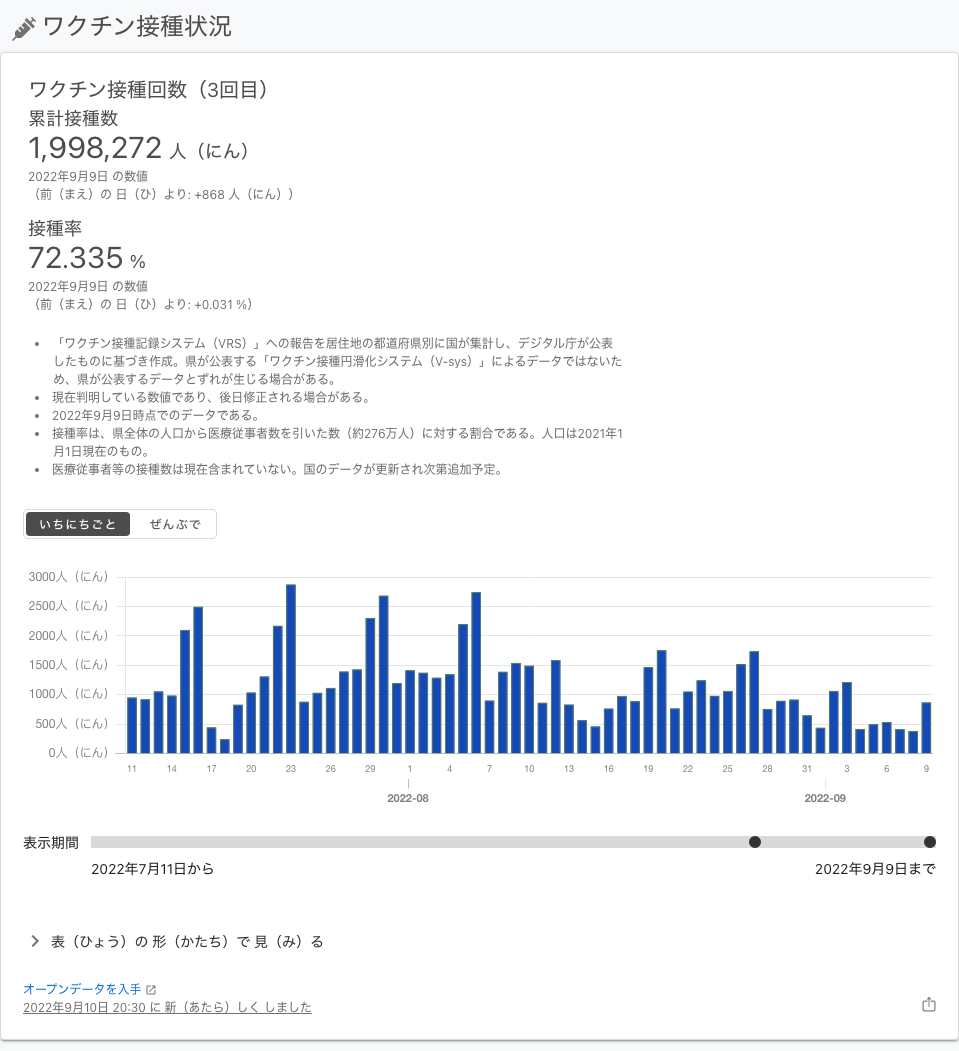 ワクチン接種状況
ワクチン接種回数（3回目）
累計接種数
1,998,272 人（にん）
2022年9月9日 の数値
（前（まえ）の 日（ひ）より: +868 人（にん））
接種率
72.335 %
2022年9月9日 の数値
（前（まえ）の 日（ひ）より: +0.031 %）
• 「ワクチン接種記録システム（VRS）」への報告を居住地の都道府県別に国が集計し、デジタル庁が公表
したものに基づき作成。県が公表する「ワクチン接種円滑化システム（V-sys）」によるデータではないた
め、県が公表するデータとずれが生じる場合がある。
• 現在判明している数値であり、後日修正される場合がある。
• 2022年9月9日時点でのデータである。
• 接種率は、県全体の人口から医療従事者数を引いた数（約276万人）に対する割合である。人口は2021年1
月1日現在のもの。
• 医療従事者等の接種数は現在含まれていない。国のデータが更新され次第追加予定。
いちにちごと ぜんぶで
3000人（にん）
2500人（にん）
2000人（にん）
1500人（にん）
1000人（にん）
500人（にん）
0人（にん）
11 14 17 20 23 26 29 1 4 7 10 13 16 19 22 25 28 31 3 6 9
2022-08 2022-09
表示期間
2022年7月11日から 2022年9月9日まで
表（ひょう）の 形（かたち）で 見（み）る
オープンデータを入手
2022年9月10日 20:30 に 新（あたら）しく しました